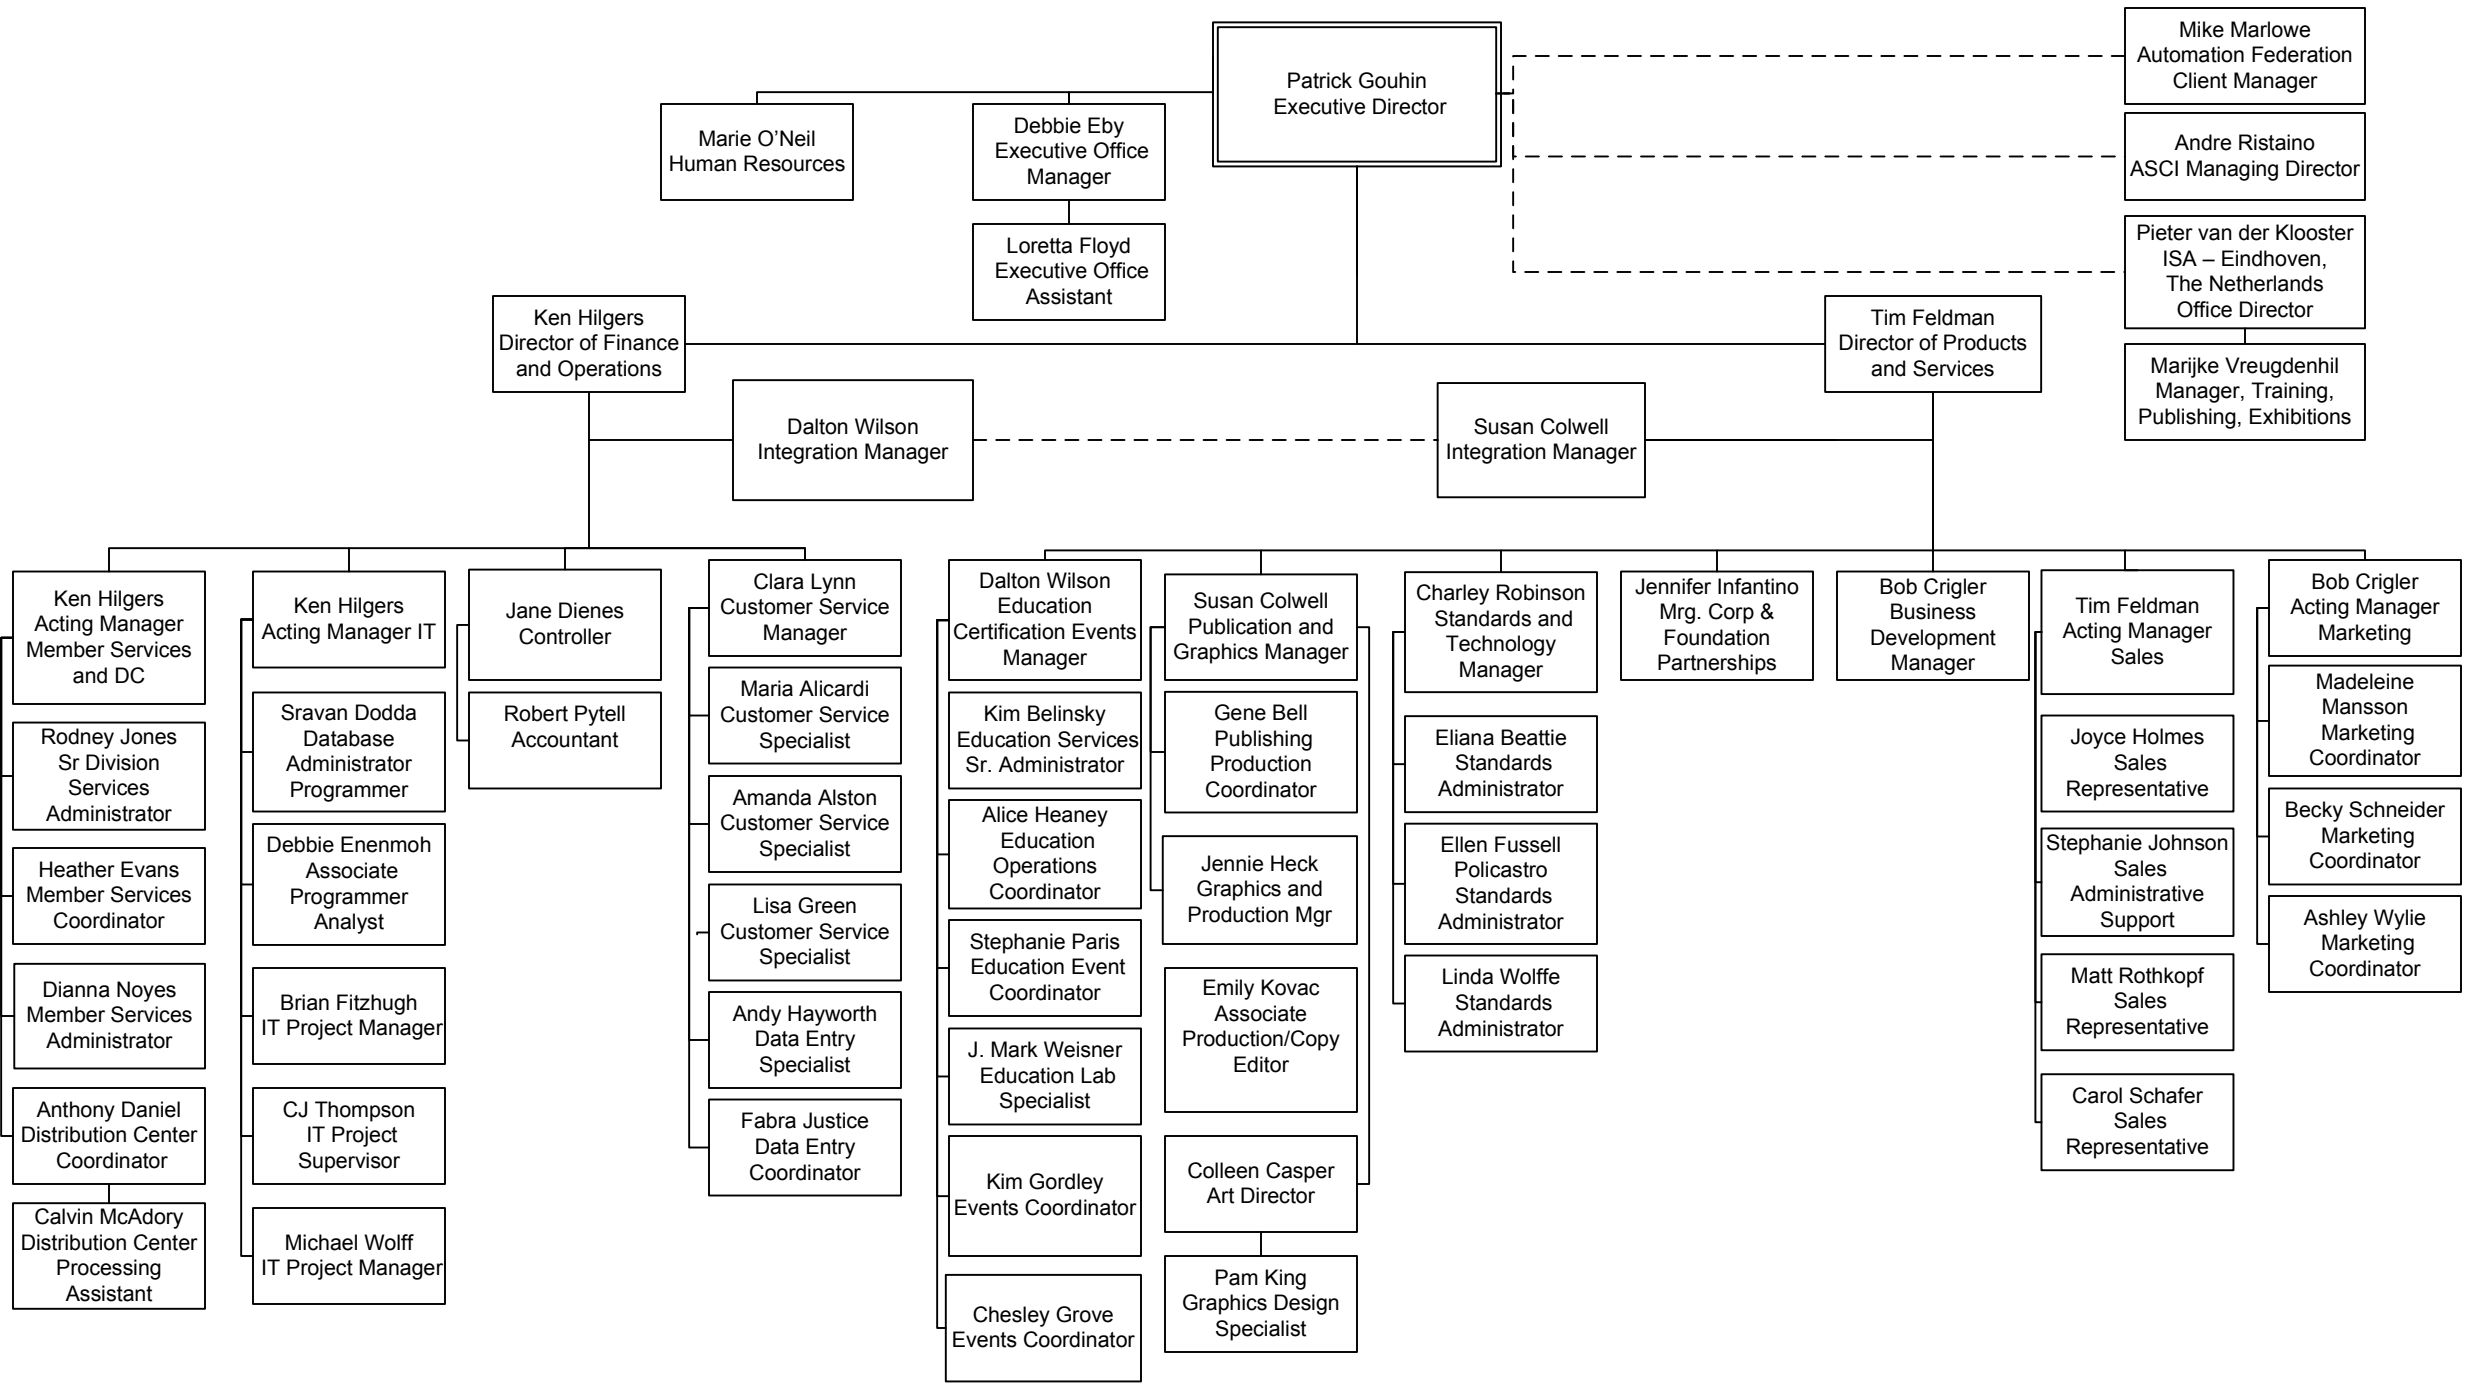 Patrick Gouhin
Executive Director
Mike Marlowe
Automation Federation
Client Manager
Andre Ristaino
ASCI Managing Director
Pieter van der Klooster
ISA – Eindhoven,
The Netherlands
Office Director
Marijke Vreugdenhil
Manager, Training,
Publishing, Exhibitions
Marie O’Neil
Human Resources
Debbie Eby
Executive Office
Manager
Loretta Floyd
Executive Office
Assistant
Ken Hilgers
Director of Finance
and Operations
Tim Feldman
Director of Products
and Services
Dalton Wilson
Integration Manager
Susan Colwell
Integration Manager
Ken Hilgers
Acting Manager
Member Services
and DC
Rodney Jones
Sr Division
Services
Administrator
Heather Evans
Member Services
Coordinator
Dianna Noyes
Member Services
Administrator
Anthony Daniel
Distribution Center
Coordinator
Calvin McAdory
Distribution Center
Processing
Assistant
Ken Hilgers
Acting Manager IT
Sravan Dodda
Database
Administrator
Programmer
Debbie Enenmoh
Associate
Programmer
Analyst
Brian Fitzhugh
IT Project Manager
CJ Thompson
IT Project
Supervisor
Michael Wolff
IT Project Manager
Jane Dienes
Controller
Robert Pytell
Accountant
Clara Lynn
Customer Service
Manager
Maria Alicardi
Customer Service
Specialist
Amanda Alston
Customer Service
Specialist
Lisa Green
Customer Service
Specialist
Andy Hayworth
Data Entry
Specialist
Fabra Justice
Data Entry
Coordinator
Dalton Wilson
Education
Certification Events
Manager
Kim Belinsky
Education Services
Sr. Administrator
Alice Heaney
Education
Operations
Coordinator
Stephanie Paris
Education Event
Coordinator
J. Mark Weisner
Education Lab
Specialist
Kim Gordley
Events Coordinator
Chesley Grove
Events Coordinator
Susan Colwell
Publication and
Graphics Manager
Gene Bell
Publishing
Production
Coordinator
Jennie Heck
Graphics and
Production Mgr
Emily Kovac
Associate
Production/Copy
Editor
Colleen Casper
Art Director
Pam King
Graphics Design
Specialist
Charley Robinson
Standards and
Technology
Manager
Eliana Beattie
Standards
Administrator
Ellen Fussell
Policastro
Standards
Administrator
Linda Wolffe
Standards
Administrator
Jennifer Infantino
Mrg. Corp &
Foundation
Partnerships
Bob Crigler
Business
Development
Manager
Tim Feldman
Acting Manager
Sales
Joyce Holmes
Sales
Representative
Stephanie Johnson
Sales
Administrative
Support
Matt Rothkopf
Sales
Representative
Carol Schafer
Sales
Representative
Bob Crigler
Acting Manager
Marketing
Madeleine
Mansson
Marketing
Coordinator
Becky Schneider
Marketing
Coordinator
Ashley Wylie
Marketing
Coordinator